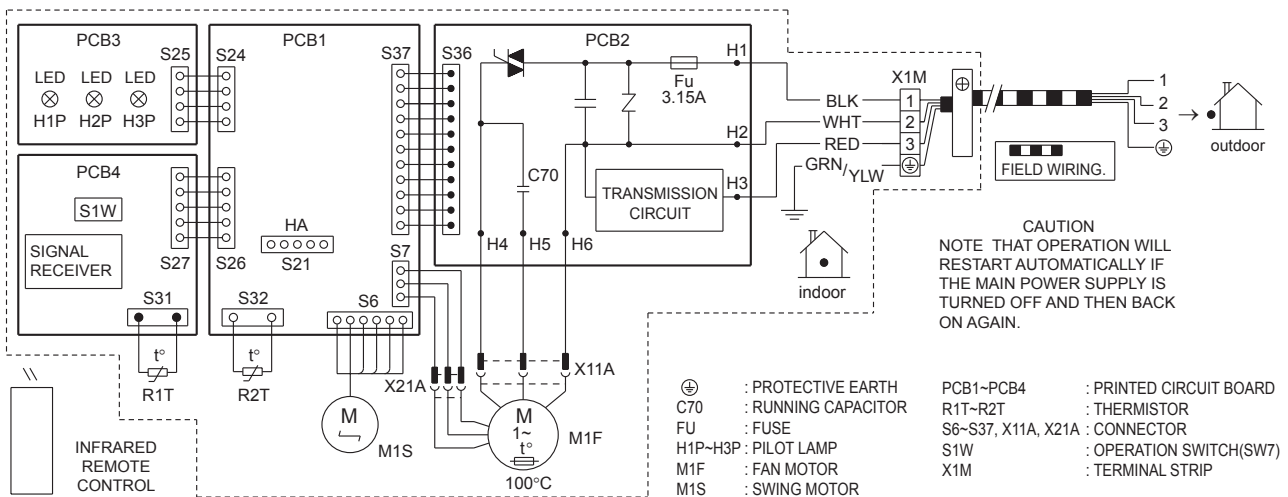 PCB3
S25
LED LED LED
H1P H2P H3P
S24
PCB1
S37
S36
PCB2
H1
Fu
3.15A
H2
H3
C70
TRANSMISSION
CIRCUIT
H4
H5
H6
PCB4
S1W
SIGNAL
RECEIVER
S27
S26
HA
S21
S7
S31
S32
S6
t°
R1T
t°
R2T
X21A
X11A
M
M1S
M
1~
t°
M1F
100°C
INFRARED
REMOTE
CONTROL
X1M
BLK
1
WHT
2
RED
3
GRN/YLW
1
2
3
outdoor
FIELD WIRING.
indoor
CAUTION
NOTE THAT OPERATION WILL
RESTART AUTOMATICALLY IF
THE MAIN POWER SUPPLY IS
TURNED OFF AND THEN BACK
ON AGAIN.
: PROTECTIVE EARTH
C70 : RUNNING CAPACITOR
FU : FUSE
H1P~H3P : PILOT LAMP
M1F : FAN MOTOR
M1S : SWING MOTOR
PCB1~PCB4 : PRINTED CIRCUIT BOARD
R1T~R2T : THERMISTOR
S6~S37, X11A, X21A : CONNECTOR
S1W : OPERATION SWITCH(SW7)
X1M : TERMINAL STRIP